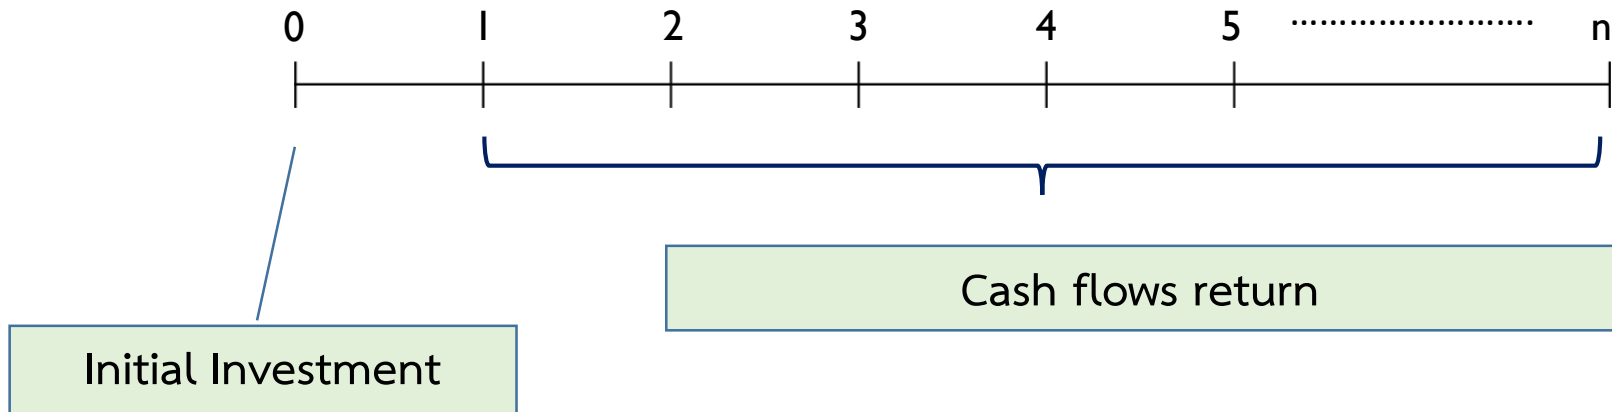 0 1 2 3 4 5 ........................... n
Cash flows return
Initial Investment